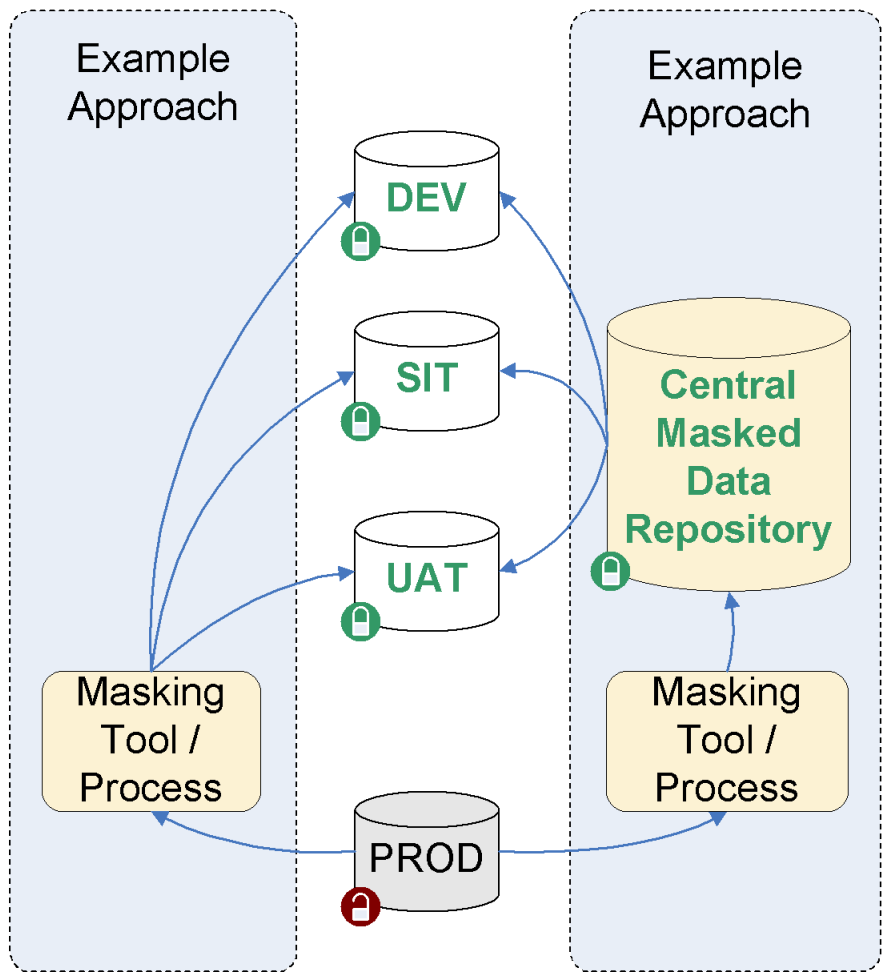 Example
Approach
Example
Approach
DEV
SIT
Central
Masked
Data
Repository
UAT
Masking
Tool /
Process
Masking
Tool /
Process
PROD